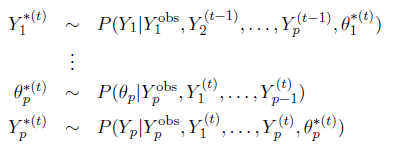 Y_1^{*(t)} ∼ P(Y_1|Y_1^{obs}, Y_2^{(t−1)}, . . . , Y_p^{(t−1)}, θ_1^{*(t)})
⋮
θ_p^{*(t)} ∼ P(θ_p|Y_p^{obs}, Y_1^{(t)}, . . . , Y_{p−1}^{(t)})
Y_p^{*(t)} ∼ P(Y_p|Y_p^{obs}, Y_1^{(t)}, . . . , Y_p^{(t)}, θ_p^{*(t)})